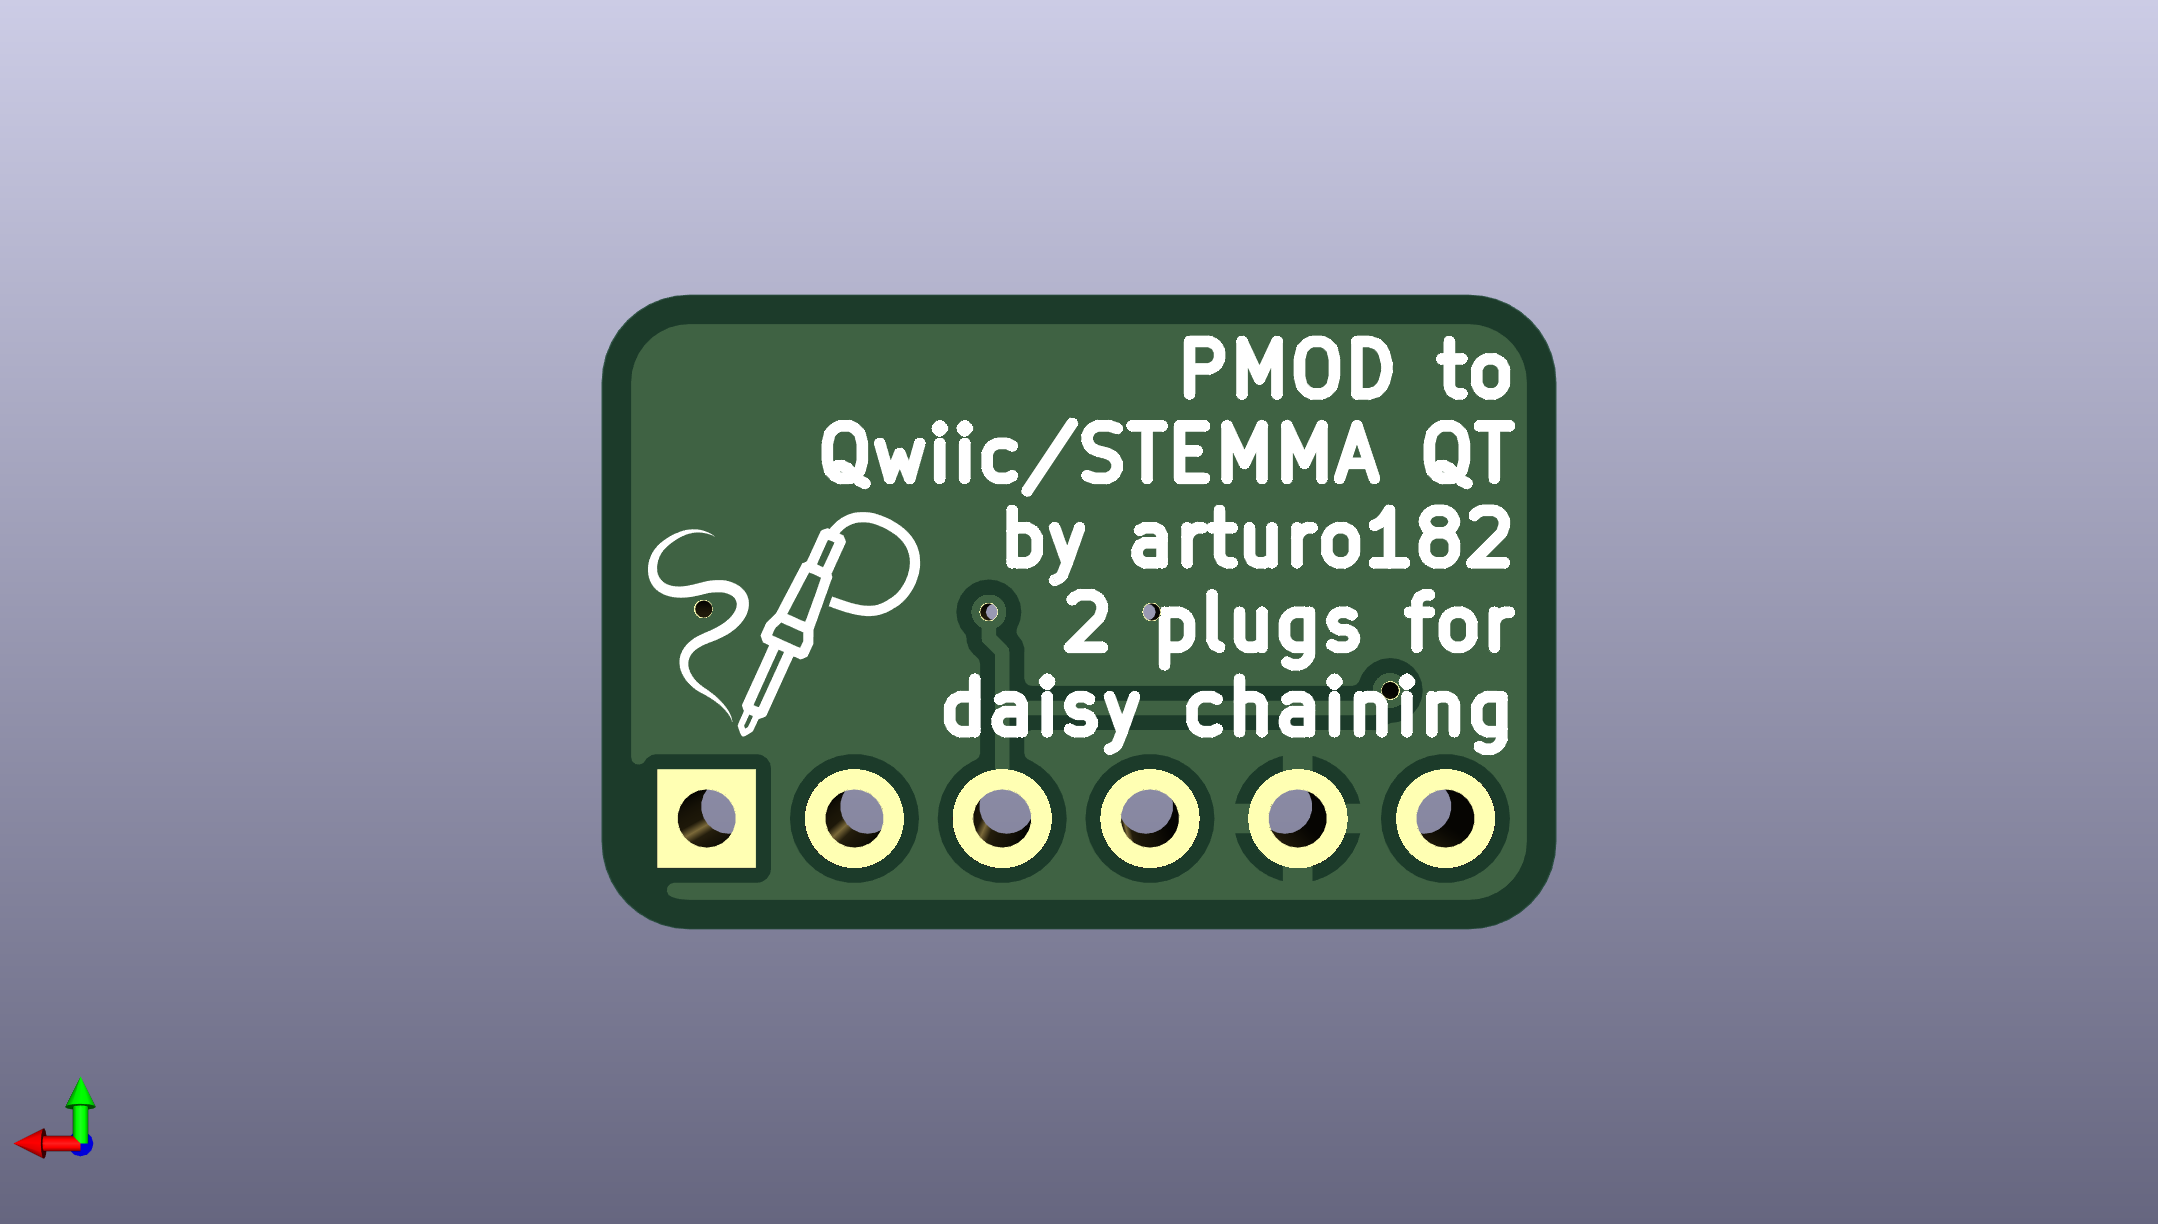 PMOD to
Qwiic/STEMMA QT
by arturo182
2 plugs for
daisy chaining